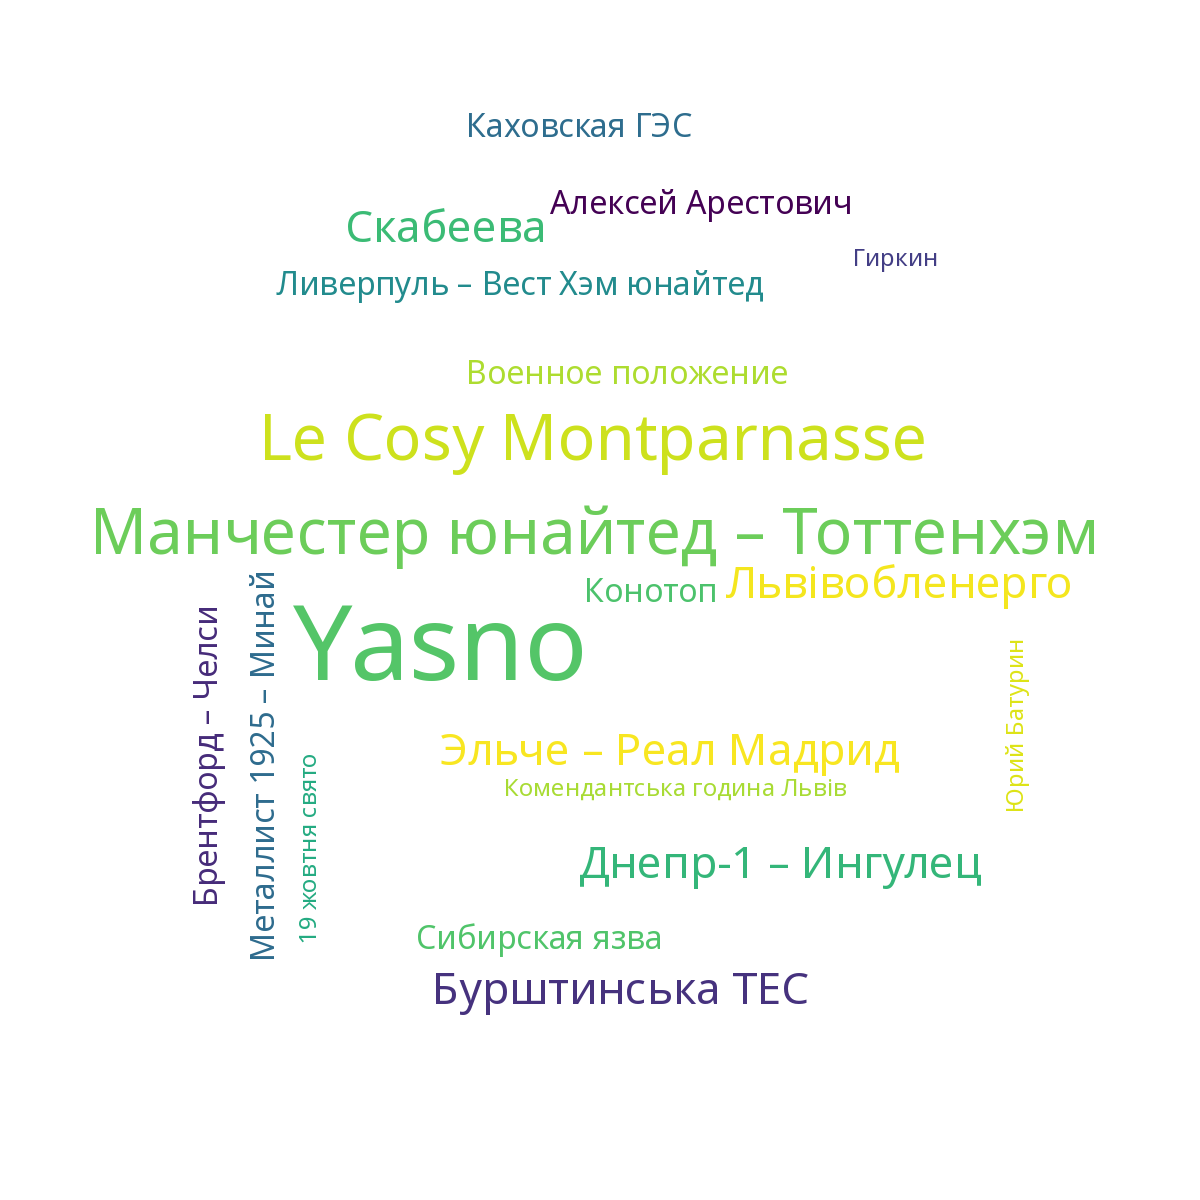 Каховская ГЭС
Алексей Арестович
Скабеева
Гиркин
Ливерпуль – Вест Хэм юнайтед
Военное положение
Le Cosy Montparnasse
Манчестер юнайтед – Тоттенхэм
Львівобленерго
Конотоп
Yasno
Брентфорд – Челси
Металлист 1925 – Минай
19 жовтня свято
Юрий Батурин
Эльче – Реал Мадрид
Комендантська година Львів
Днепр-1 – Ингулец
Сибирская язва
Бурштинська ТЕС